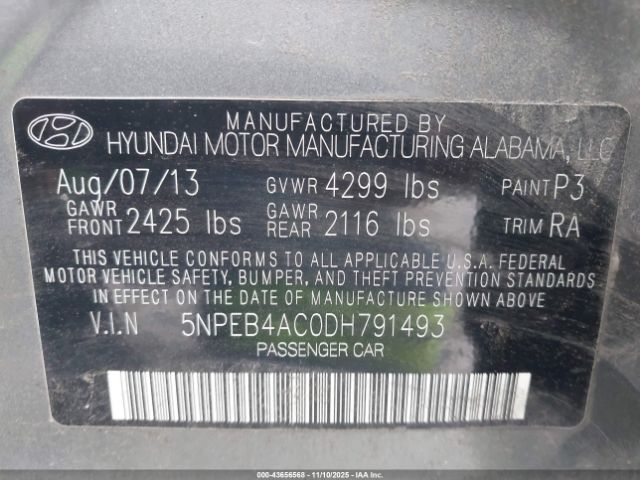 MANUFACTURED BY
HYUNDAI MOTOR MANUFACTURING ALABAMA, LLC
Aug/07/13 GVWR 4299 lbs PAINT P3
GAWR FRONT 2425 lbs GAWR REAR 2116 lbs TRIM RA
THIS VEHICLE CONFORMS TO ALL APPLICABLE U.S.A. FEDERAL
MOTOR VEHICLE SAFETY, BUMPER, AND THEFT PREVENTION STANDARDS
IN EFFECT ON THE DATE OF MANUFACTURE SHOWN ABOVE.
V.I.N 5NPEB4AC0DH791493
PASSENGER CAR
000-43656568 - 11/10/2025 - IAAI.CA